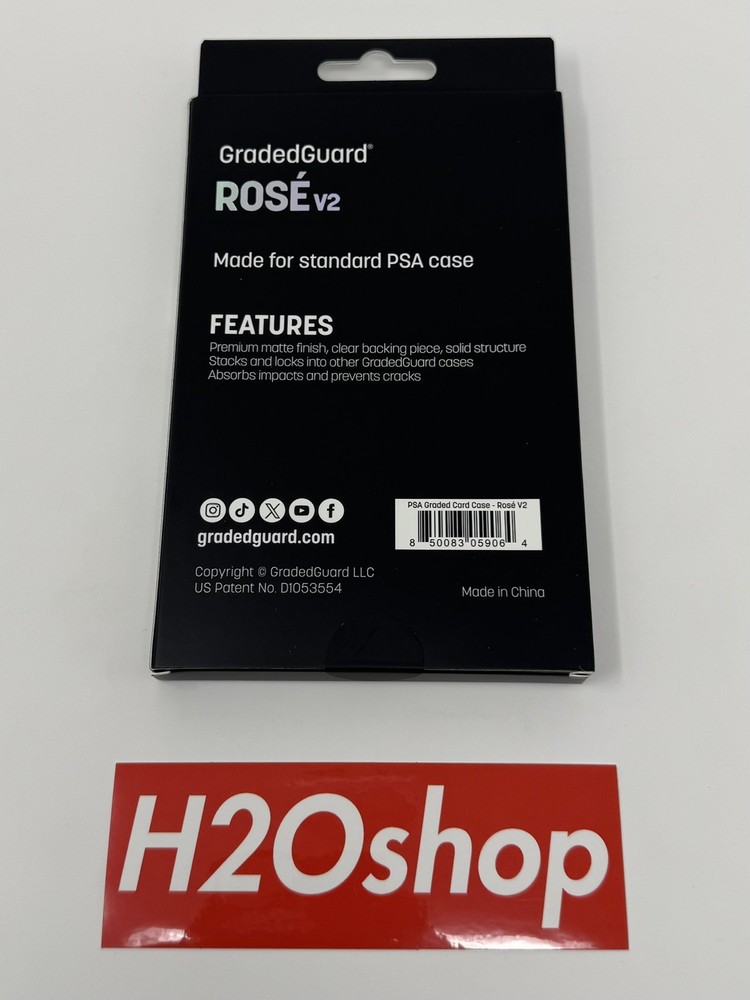 GradedGuard®
ROSÉ V2
Made for standard PSA case
FEATURES
Premium matte finish, clear backing piece, solid structure
Stacks and locks into other GradedGuard cases
Absorbs impacts and prevents cracks
gradedguard.com
PSA Graded Card Case - Rosé V2
8 50083 05906 4
Copyright © GradedGuard LLC
US Patent No. D1053554
Made in China
H2Oshop